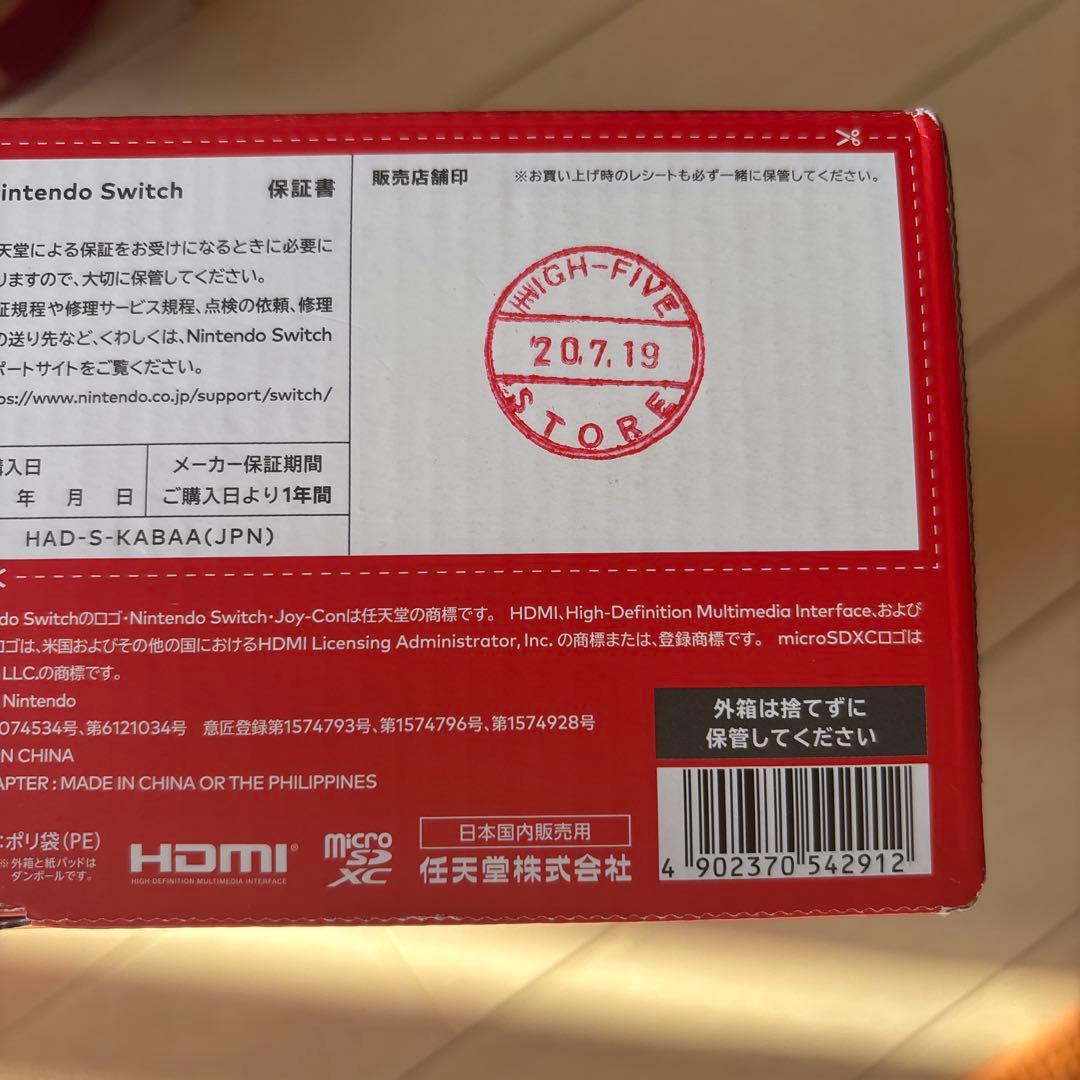 intendo Switch 保証書
天堂による保証をお受けになるときに必要に
りますので、大切に保管してください。
証規程や修理サービス規程、点検の依頼、修理
の送り先など、くわしくは、Nintendo Switch
ポートサイトをご覧ください。
ps://www.nintendo.co.jp/support/switch/
購入日
年 月 日
メーカー保証期間
ご購入日より1年間
HAD-S-KABAA(JPN)
販売店舗印 ※お買い上げ時のレシートも必ず一緒に保管してください。
HIGH-FIVE
'20.7.19
STORE
do Switchのロゴ・Nintendo Switch・Joy-Conは任天堂の商標です。 HDMI、High-Definition Multimedia Interface、および
ロゴは、米国およびその他の国におけるHDMI Licensing Administrator, Inc. の商標または、登録商標です。 microSDXCロゴは
LLC.の商標です。
Nintendo
074534号、第6121034号 意匠登録第1574793号、第1574796号、第1574928号
IN CHINA
APTER : MADE IN CHINA OR THE PHILIPPINES
:ポリ袋(PE)
※外箱と紙パッドは
ダンボールです。
HDMI®
HIGH-DEFINITION MULTIMEDIA INTERFACE
micro
SD
XC
日本国内販売用
任天堂株式会社
外箱は捨てずに
保管してください
4 902370 542912